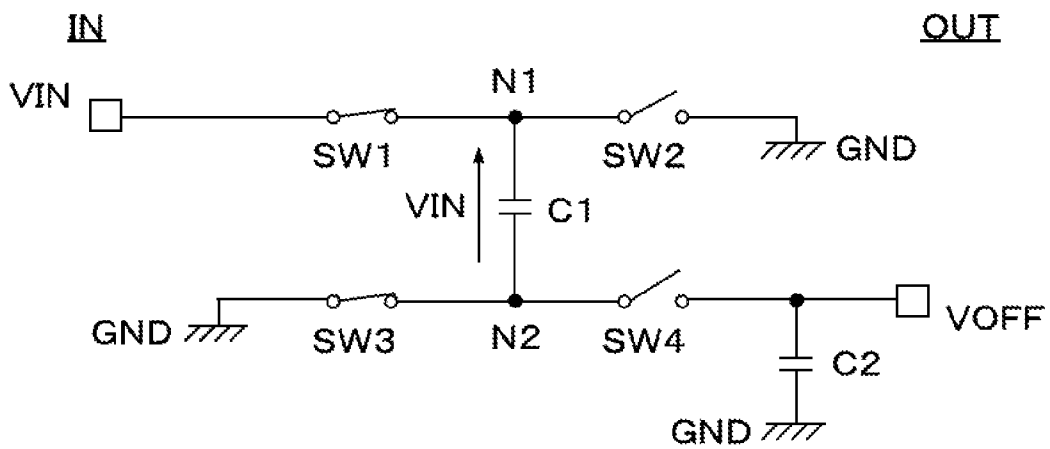 IN
OUT
VIN
N1
SW1
SW2
GND
VIN
C1
GND
SW3
N2
SW4
VOFF
C2
GND